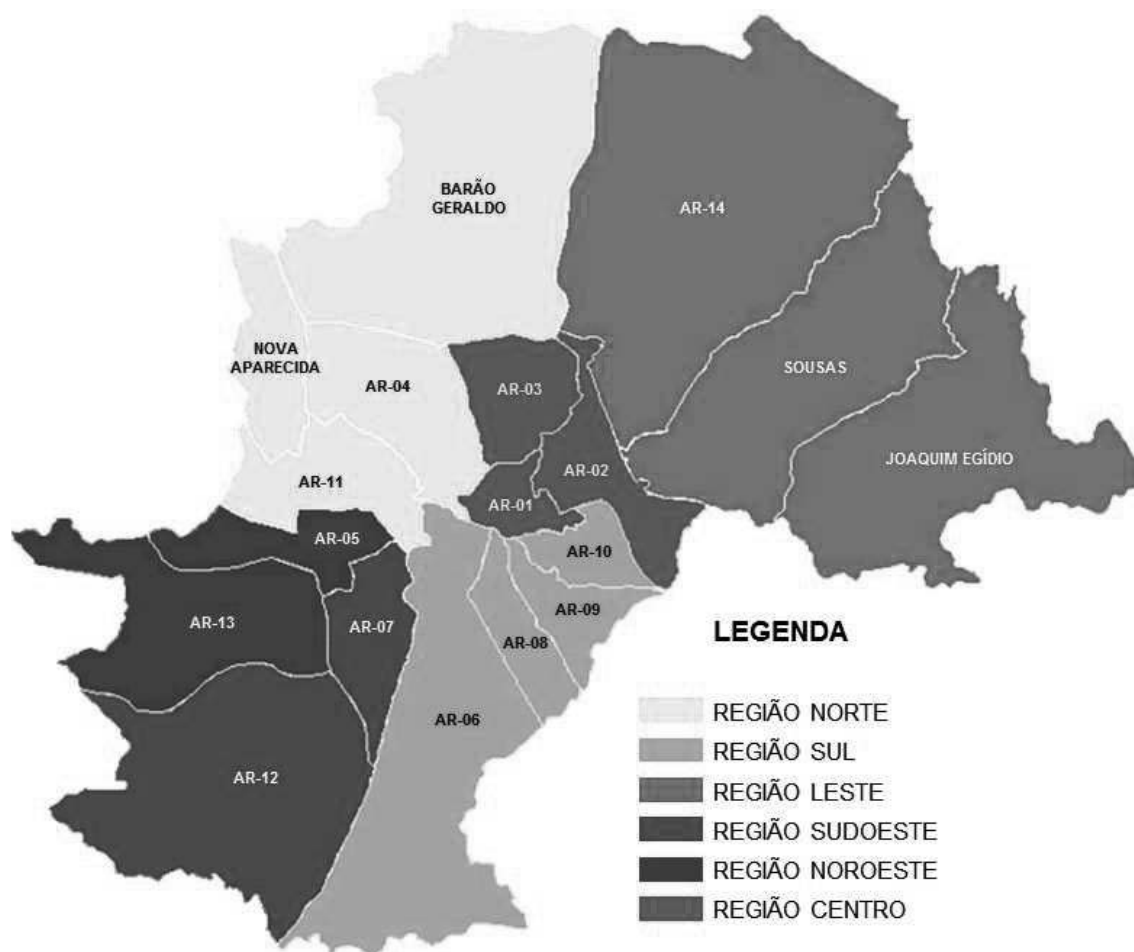 BARÃO
GERALDO
AR-14
NOVA
APARECIDA
AR-04
AR-03
SOUSAS
JOAQUIM EGÍDIO
AR-02
AR-11
AR-01
AR-05
AR-10
AR-13
AR-07
AR-09
AR-08
AR-06
AR-12
LEGENDA
REGIÃO NORTE
REGIÃO SUL
REGIÃO LESTE
REGIÃO SUDOESTE
REGIÃO NOROESTE
REGIÃO CENTRO